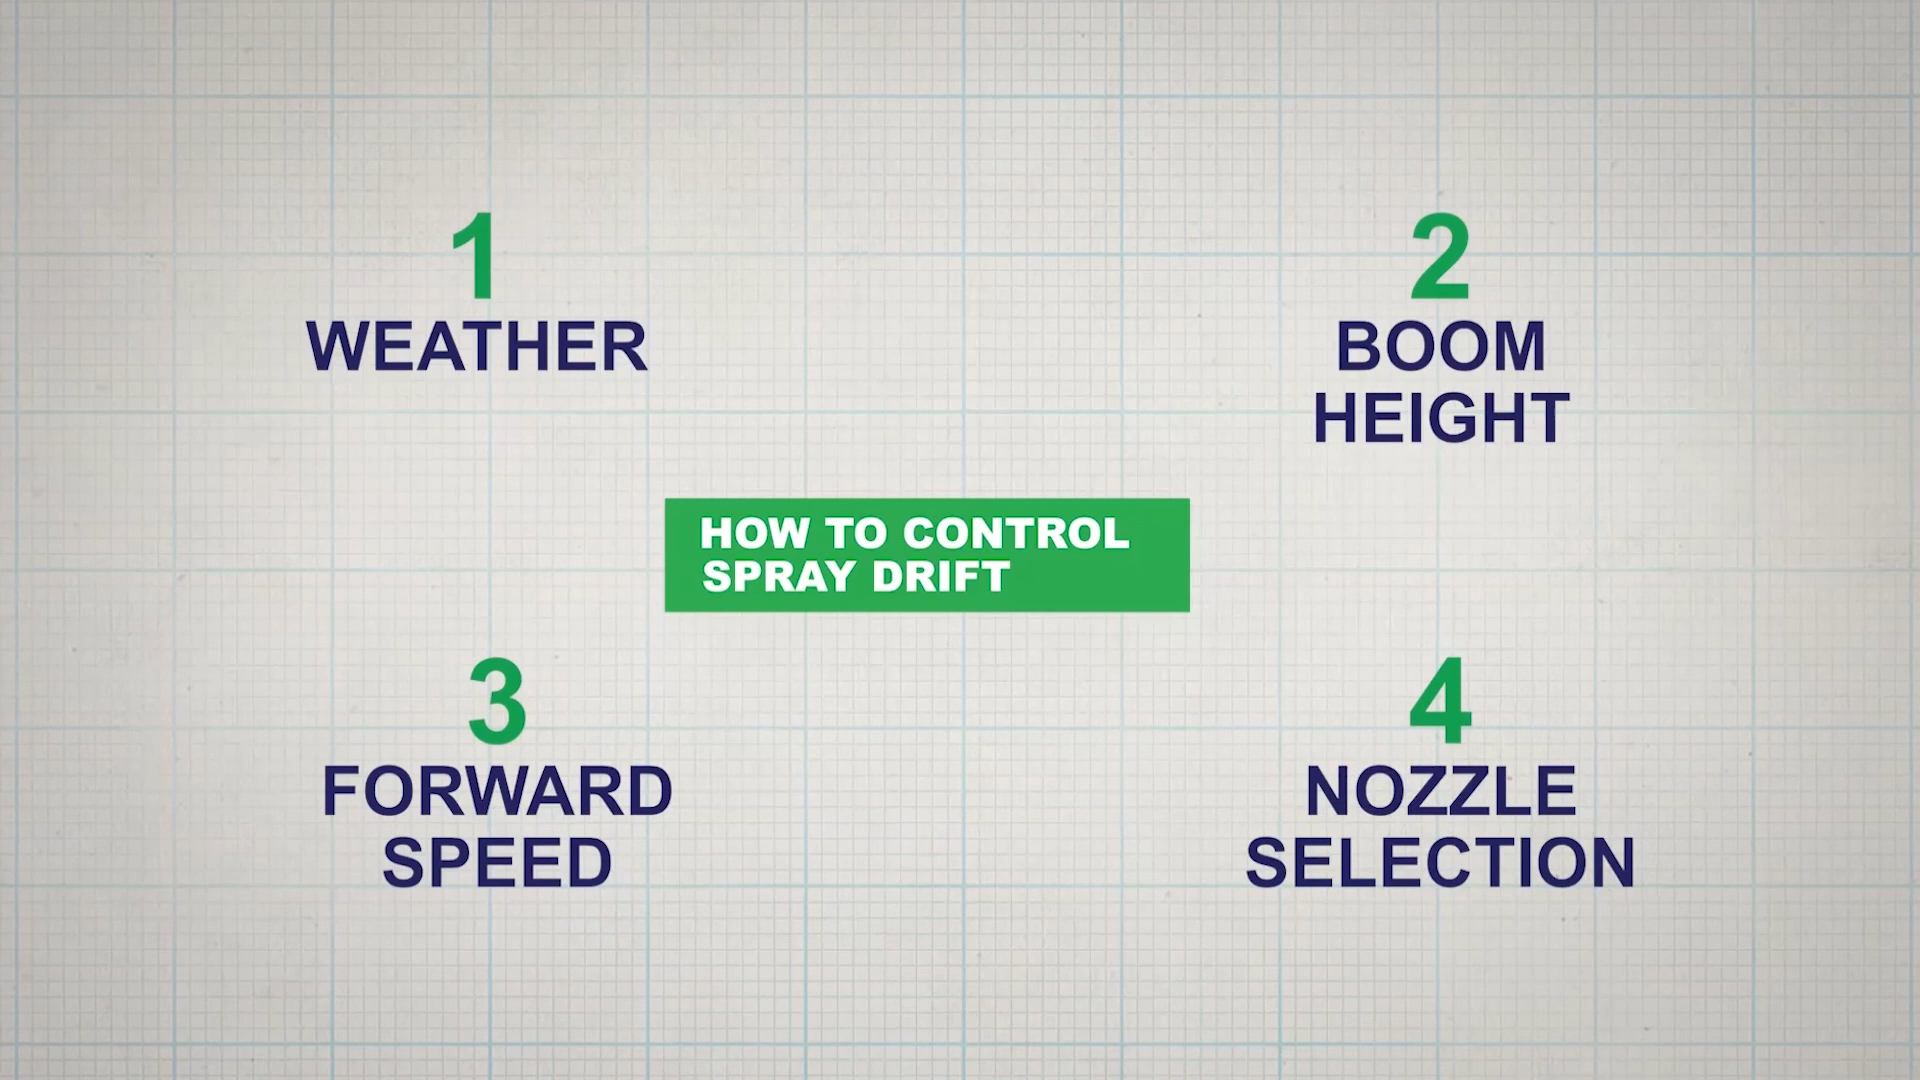 1
WEATHER
2
BOOM
HEIGHT
HOW TO CONTROL
SPRAY DRIFT
3
FORWARD
SPEED
4
NOZZLE
SELECTION